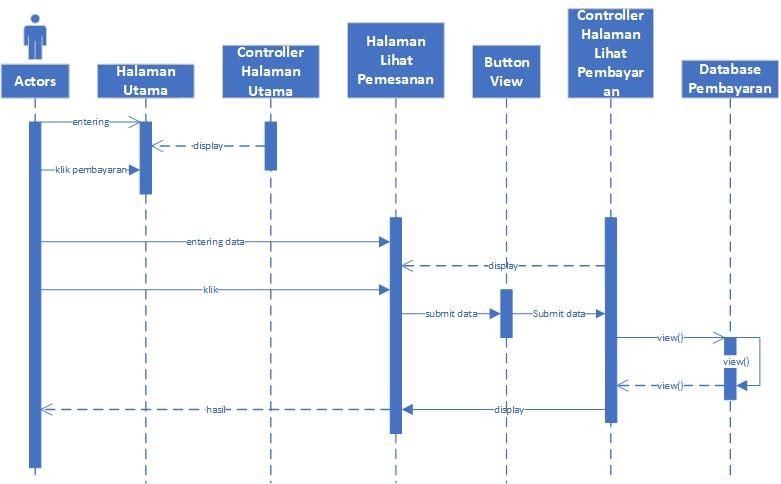 Actors
Halaman
Utama
Controller
Halaman
Utama
Halaman
Lihat
Pemesanan
Button
View
Controller
Halaman
Lihat
Pembayar
an
Database
Pembayaran
entering
display
klik pembayaran
entering data
display
klik
submit data
Submit data
view()
view()
view()
hasil
display